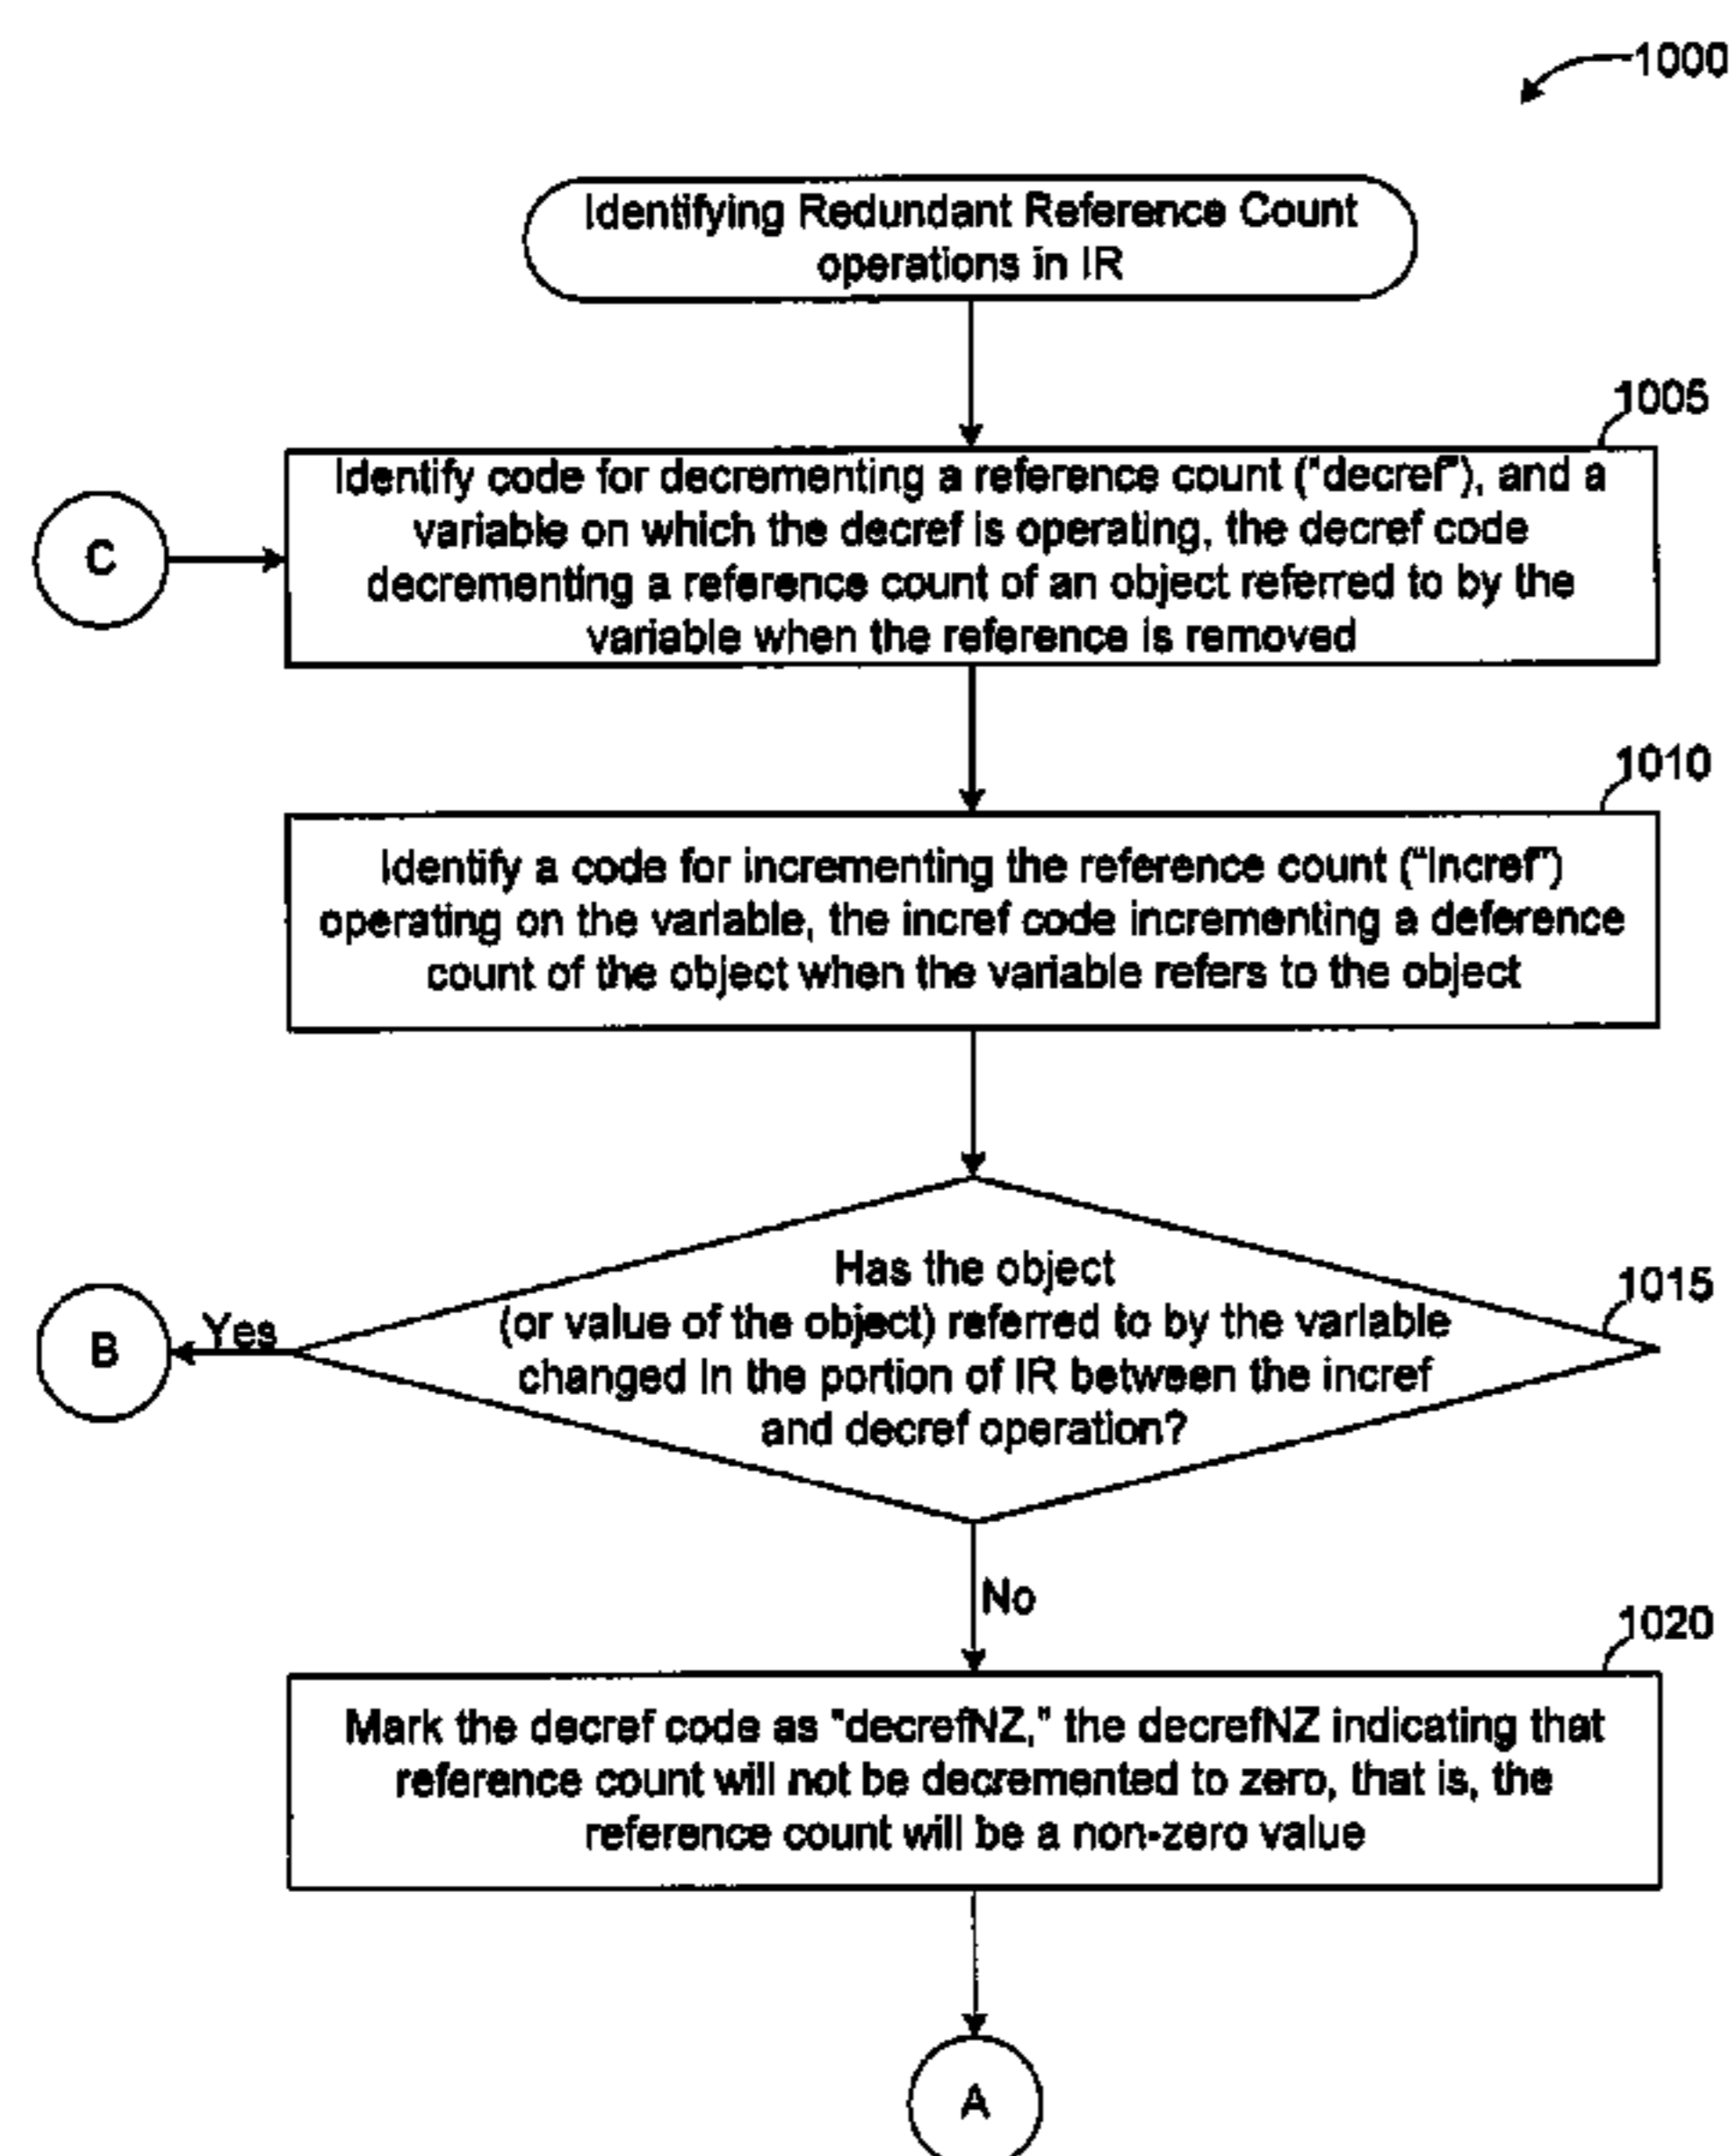 1000
Identifying Redundant Reference Count
operations in IR
1005
Identify code for decrementing a reference count ("decref"), and a
variable on which the decref is operating, the decref code
decrementing a reference count of an object referred to by the
variable when the reference is removed
C
1010
Identify a code for incrementing the reference count ("incref")
operating on the variable, the incref code incrementing a deference
count of the object when the variable refers to the object
1015
Has the object
(or value of the object) referred to by the variable
changed in the portion of IR between the incref
and decref operation?
Yes
B
No
1020
Mark the decref code as "decrefNZ," the decrefNZ indicating that
reference count will not be decremented to zero, that is, the
reference count will be a non-zero value
A